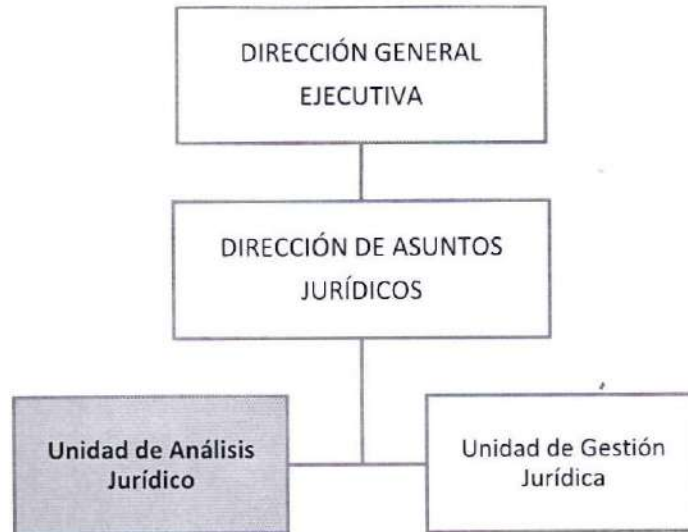 DIRECCIÓN GENERAL
EJECUTIVA
DIRECCIÓN DE ASUNTOS
JURÍDICOS
Unidad de Análisis
Jurídico
Unidad de Gestión
Jurídica